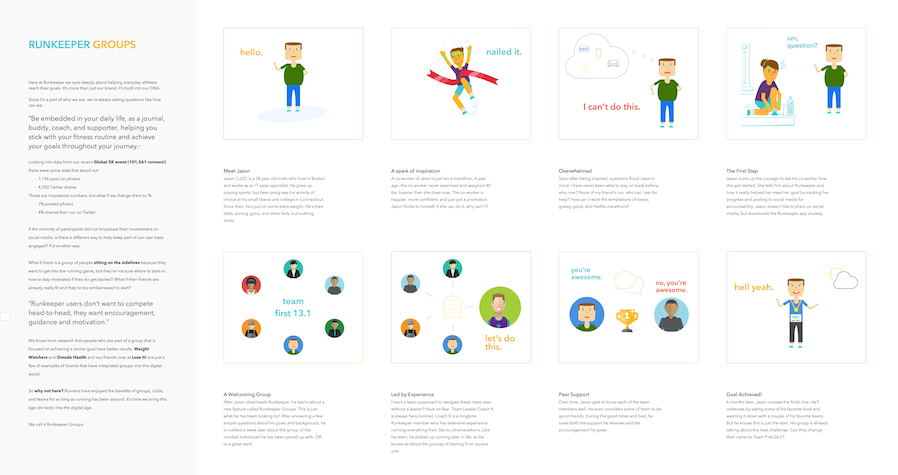 RUNKEEPER GROUPS
Here at Runkeeper we care deeply about helping everyday athletes
reach their goals. It's more than just our brand, it's built into our DNA.
Since it's a part of who we are, we're always asking questions like how
can we:
"Be embedded in your daily life, as a journal,
buddy, coach, and supporter, helping you
stick with your fitness routine and achieve
your goals throughout your journey."
Looking into data from our recent Global 5K event (101,561 runners!)
there were some stats that stood out:
- 7,196 post-run photos
- 4,200 Twitter shares
Those are impressive numbers, but what if we change them to %:
- 7% posted photos
- 4% shared their run on Twitter
If the majority of participants did not broadcast their involvement on
social media, is there a different way to help keep part of our user base
engaged? Put another way:
What if there is a group of people sitting on the sidelines because they
want to get into the running game, but they're not sure where to start or
how to stay motivated if they do get started? What if their friends are
already really fit and they're too embarrassed to start?
"Runkeeper users don't want to compete
head-to-head, they want encouragement,
guidance and motivation."
We know from research that people who are part of a group that is
focused on achieving a similar goal have better results. Weight
Watchers and Omada Health and our friends over at Lose It! are just a
few of examples of brands that have integrated groups into the digital
world.
So why not here? Runners have enjoyed the benefits of groups, clubs,
and teams for as long as running has been around. It's time we bring this
age old tactic into the digital age.
We call it Runkeeper Groups.
hello.
Meet Jason
Jason is a 28 year old male who lives in Boston
and works as an IT sales specialist. He grew up
playing sports, but beer pong was his activity of
choice at his small liberal arts college in Connecticut.
Since then, he's put on some extra weight. He's tried
diets, joining gyms, and other fads, but nothing
sticks.
nailed it.
A spark of inspiration
A co-worker of Jason's just ran a marathon. A year
ago, the co-worker never exercised and weighed 40
lbs. heavier than she does now. The co-worker is
happier, more confident, and just got a promotion.
Jason thinks to himself, if she can do it, why can't I?
I can't do this.
Overwhelmed
Soon after being inspired, questions flood Jason's
mind: I have never been able to stay on track before,
why now? None of my friend's run, who can I ask for
help? How can I resist the temptations of beers,
greasy food, and Netflix marathons?
om,
question?
The First Step
Jason sums up the courage to ask his co-worker how
she got started. She tells him about Runkeeper and
how it really helped her meet her goal by tracking her
progress and posting to social media for
accountability. Jason doesn't like to share on social
media, but downloads the Runkeeper app anyway.
team
first 13.1
A Welcoming Group
After Jason downloads Runkeeper, he learns about a
new feature called Runkeeper Groups. This is just
what he has been looking for! After answering a few
simple questions about his goals and background, he
is notified a week later about the group of like
minded individuals he has been paired up with. Off
to a great start!
let's do
this.
Led by Experience
How's a team supposed to navigate these new seas
without a leader? Have no fear, Team Leader Coach K
is always here (online). Coach K is a longtime
Runkeeper member who has extensive experience
running everything from 5ks to ultramarathons. Like
his team, he picked up running later in life, so he
knows all about the journey of starting from square
one.
you're
awesome.
no, you're
awesome.
1
Peer Support
Over time, Jason gets to know each of the team
members well. He even considers some of them to be
good friends. During the good times and bad, he
loves both the support he receives and the
encouragement he gives.
hell yeah.
Goal Achieved!
6 months later, Jason crosses the finish line. He'll
celebrate by eating some of his favorite food and
washing it down with a couple of his favorite beers.
But he knows this is just the start. His group is already
talking about the next challenge. Can they change
their name to Team First 26.2?